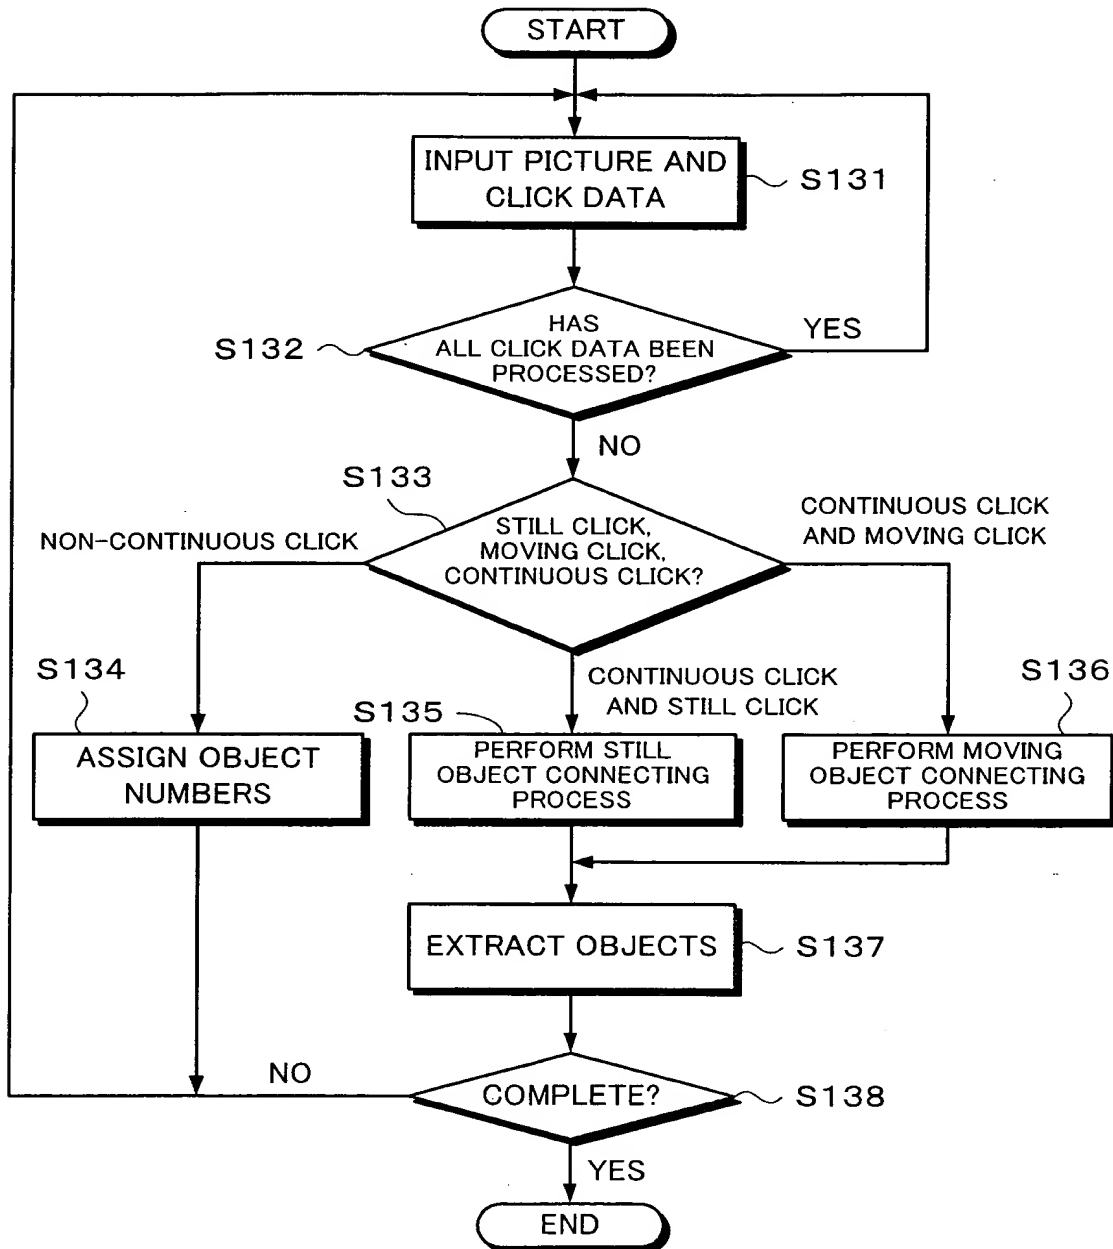 START
INPUT PICTURE AND
CLICK DATA
S131
HAS
ALL CLICK DATA BEEN
PROCESSED?
S132
YES
NO
S133
STILL CLICK,
MOVING CLICK,
CONTINUOUS CLICK?
NON-CONTINUOUS CLICK
CONTINUOUS CLICK
AND MOVING CLICK
CONTINUOUS CLICK
AND STILL CLICK
S134
ASSIGN OBJECT
NUMBERS
S135
PERFORM STILL
OBJECT CONNECTING
PROCESS
S136
PERFORM MOVING
OBJECT CONNECTING
PROCESS
EXTRACT OBJECTS
S137
NO
COMPLETE?
S138
YES
END